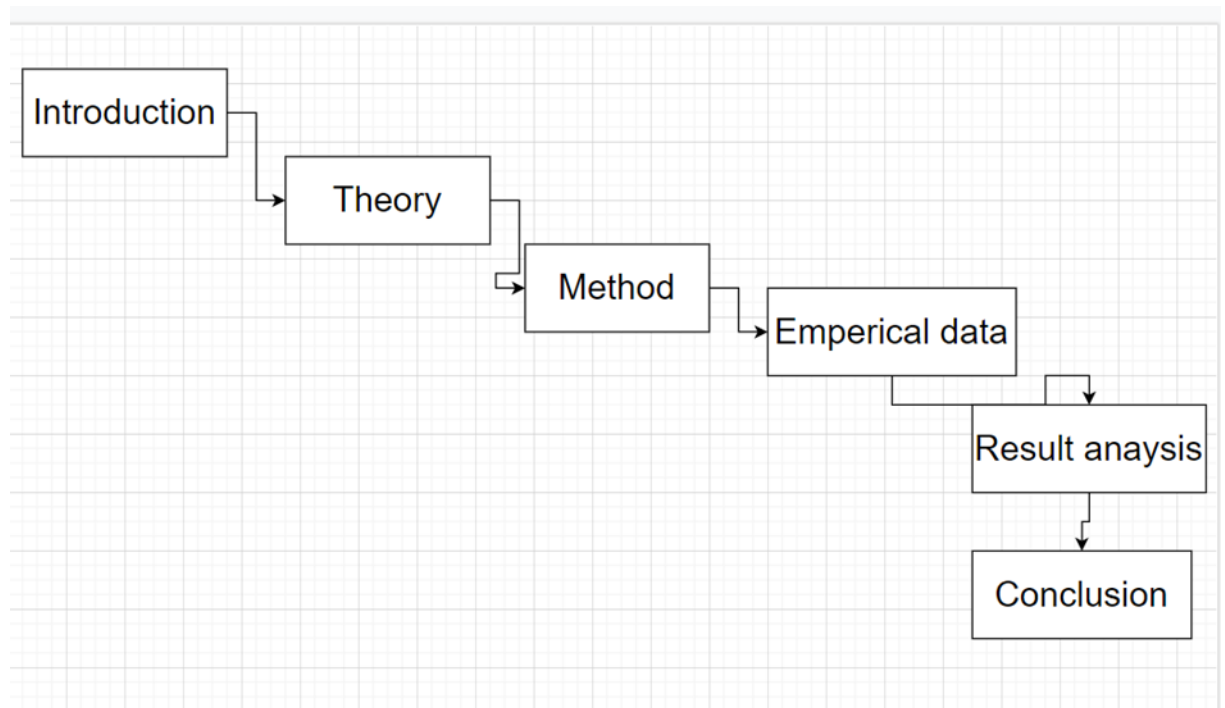 Introduction
Theory
Method
Emperical data
Result anaysis
Conclusion